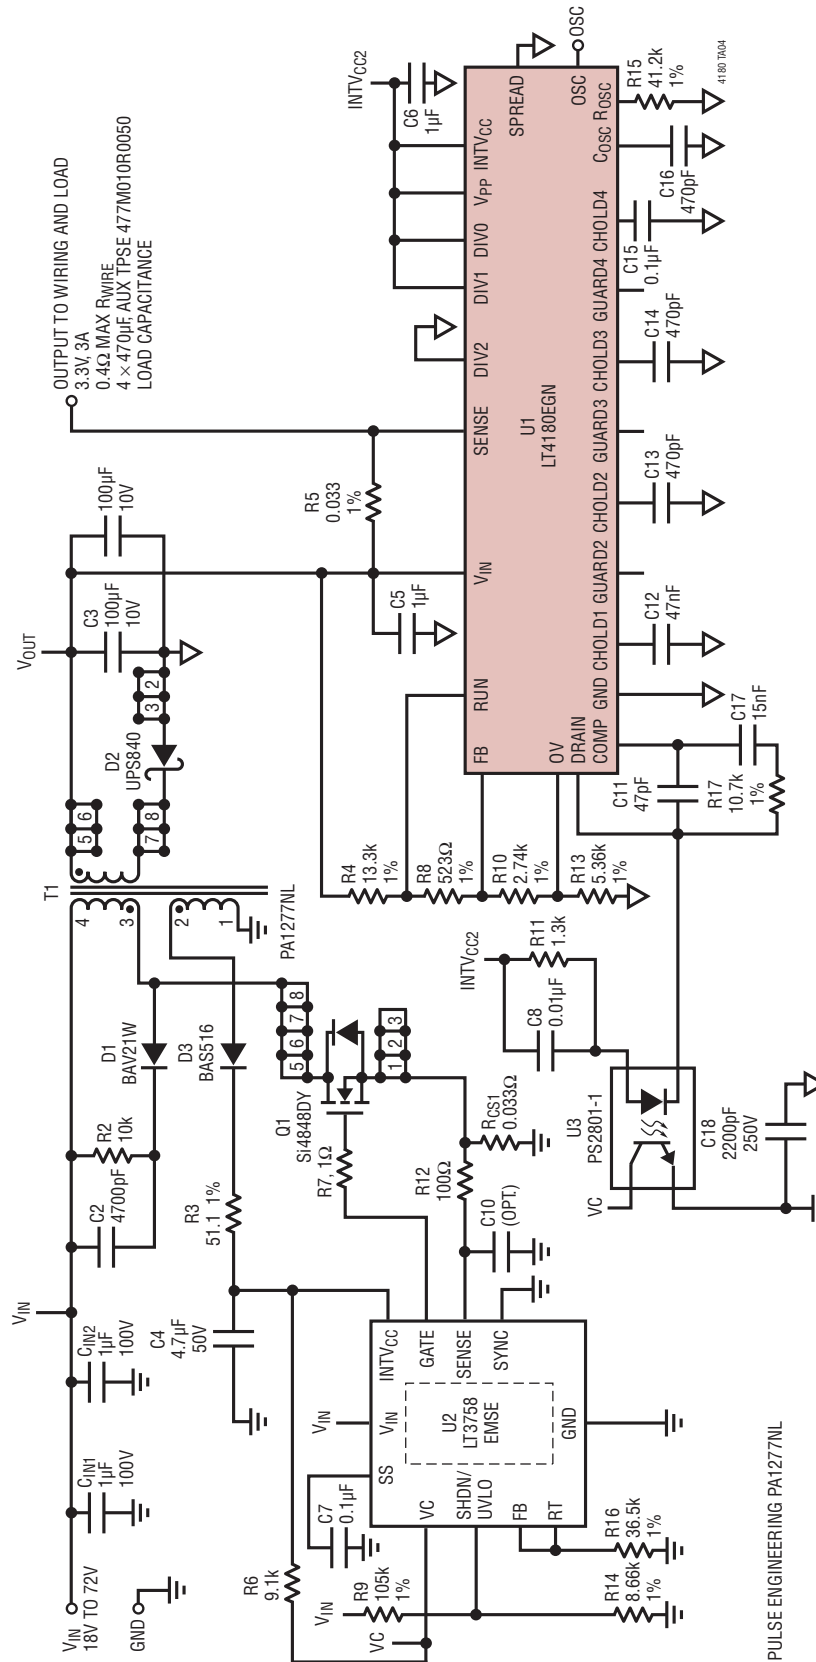 VIN
18V TO 72V
GND
CIN1
1µF
100V
CIN2
1µF
100V
VIN
C2
4700pF
R2
10k
D1
BAV21W
D3
BAS516
R3
51.1 1%
C4
4.7µF
50V
T1
4
3
2
1
PA1277NL
5 6
7 8
D2
UPS840
3 2
VOUT
C3
100µF
10V
100µF
10V
OUTPUT TO WIRING AND LOAD
3.3V, 3A
0.4Ω MAX RWIRE
4 × 470µF, AUX TPSE 477M010R0050
LOAD CAPACITANCE
R5
0.033
1%
C5
1µF
INTVCC2
C6
1µF
Q1
Si4848DY
5 6 7 8
1 2 3
R7, 1Ω
R12
100Ω
RCS1
0.033Ω
C10
(OPT.)
R6
9.1k
C7
0.1µF
VIN
R9
105k
1%
VC
R14
8.66k
1%
R16
36.5k
1%
U2
LT3758
EMSE
VIN
VIN
SS
VC
SHDN/
UVLO
FB
RT
GND
INTVCC
GATE
SENSE
SYNC
R4
13.3k
1%
R8
523Ω
1%
R10
2.74k
1%
R13
5.36k
1%
INTVCC2
C8
0.01µF
R11
1.3k
U3
PS2801-1
VC
C18
2200pF
250V
C11
47pF
R17
10.7k
1%
C17
15nF
U1
LT4180EGN
RUN
VIN
SENSE
DIV2
DIV1
DIV0
VPP
INTVCC
SPREAD
OSC
OSC
FB
OV
DRAIN
COMP
GND
CHOLD1
GUARD2
CHOLD2
GUARD3
CHOLD3
GUARD4
CHOLD4
COSC
ROSC
C12
47nF
C13
470pF
C14
470pF
C15
0.1µF
C16
470pF
R15
41.2k
1%
4180 TA04
PULSE ENGINEERING PA1277NL